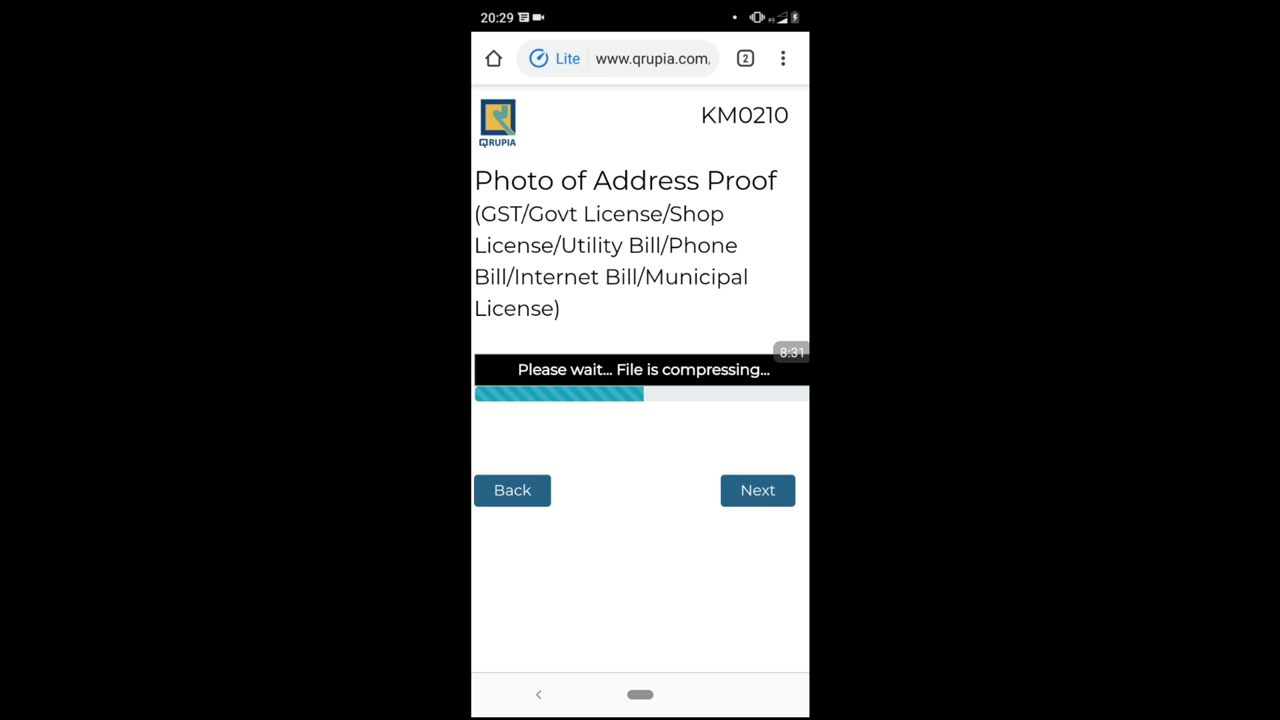 20:29
Lite www.qrupia.com, 2
QRUPIA
KM0210
Photo of Address Proof
(GST/Govt License/Shop
License/Utility Bill/Phone
Bill/Internet Bill/Municipal
License)
8:31
Please wait... File is compressing...
Back Next